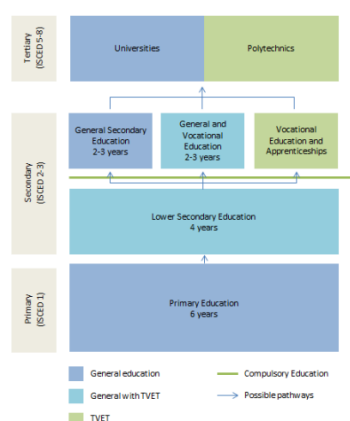 Tertiary
(ISCED 5-8)
Universities
Polytechnics
Secondary
(ISCED 2-3)
General Secondary
Education
2-3 years
General and
Vocational
Education
2-3 years
Vocational
Education and
Apprenticeships
Lower Secondary Education
4 years
Primary
(ISCED 1)
Primary Education
6 years
General education
Compulsory Education
General with TVET
Possible pathways
TVET